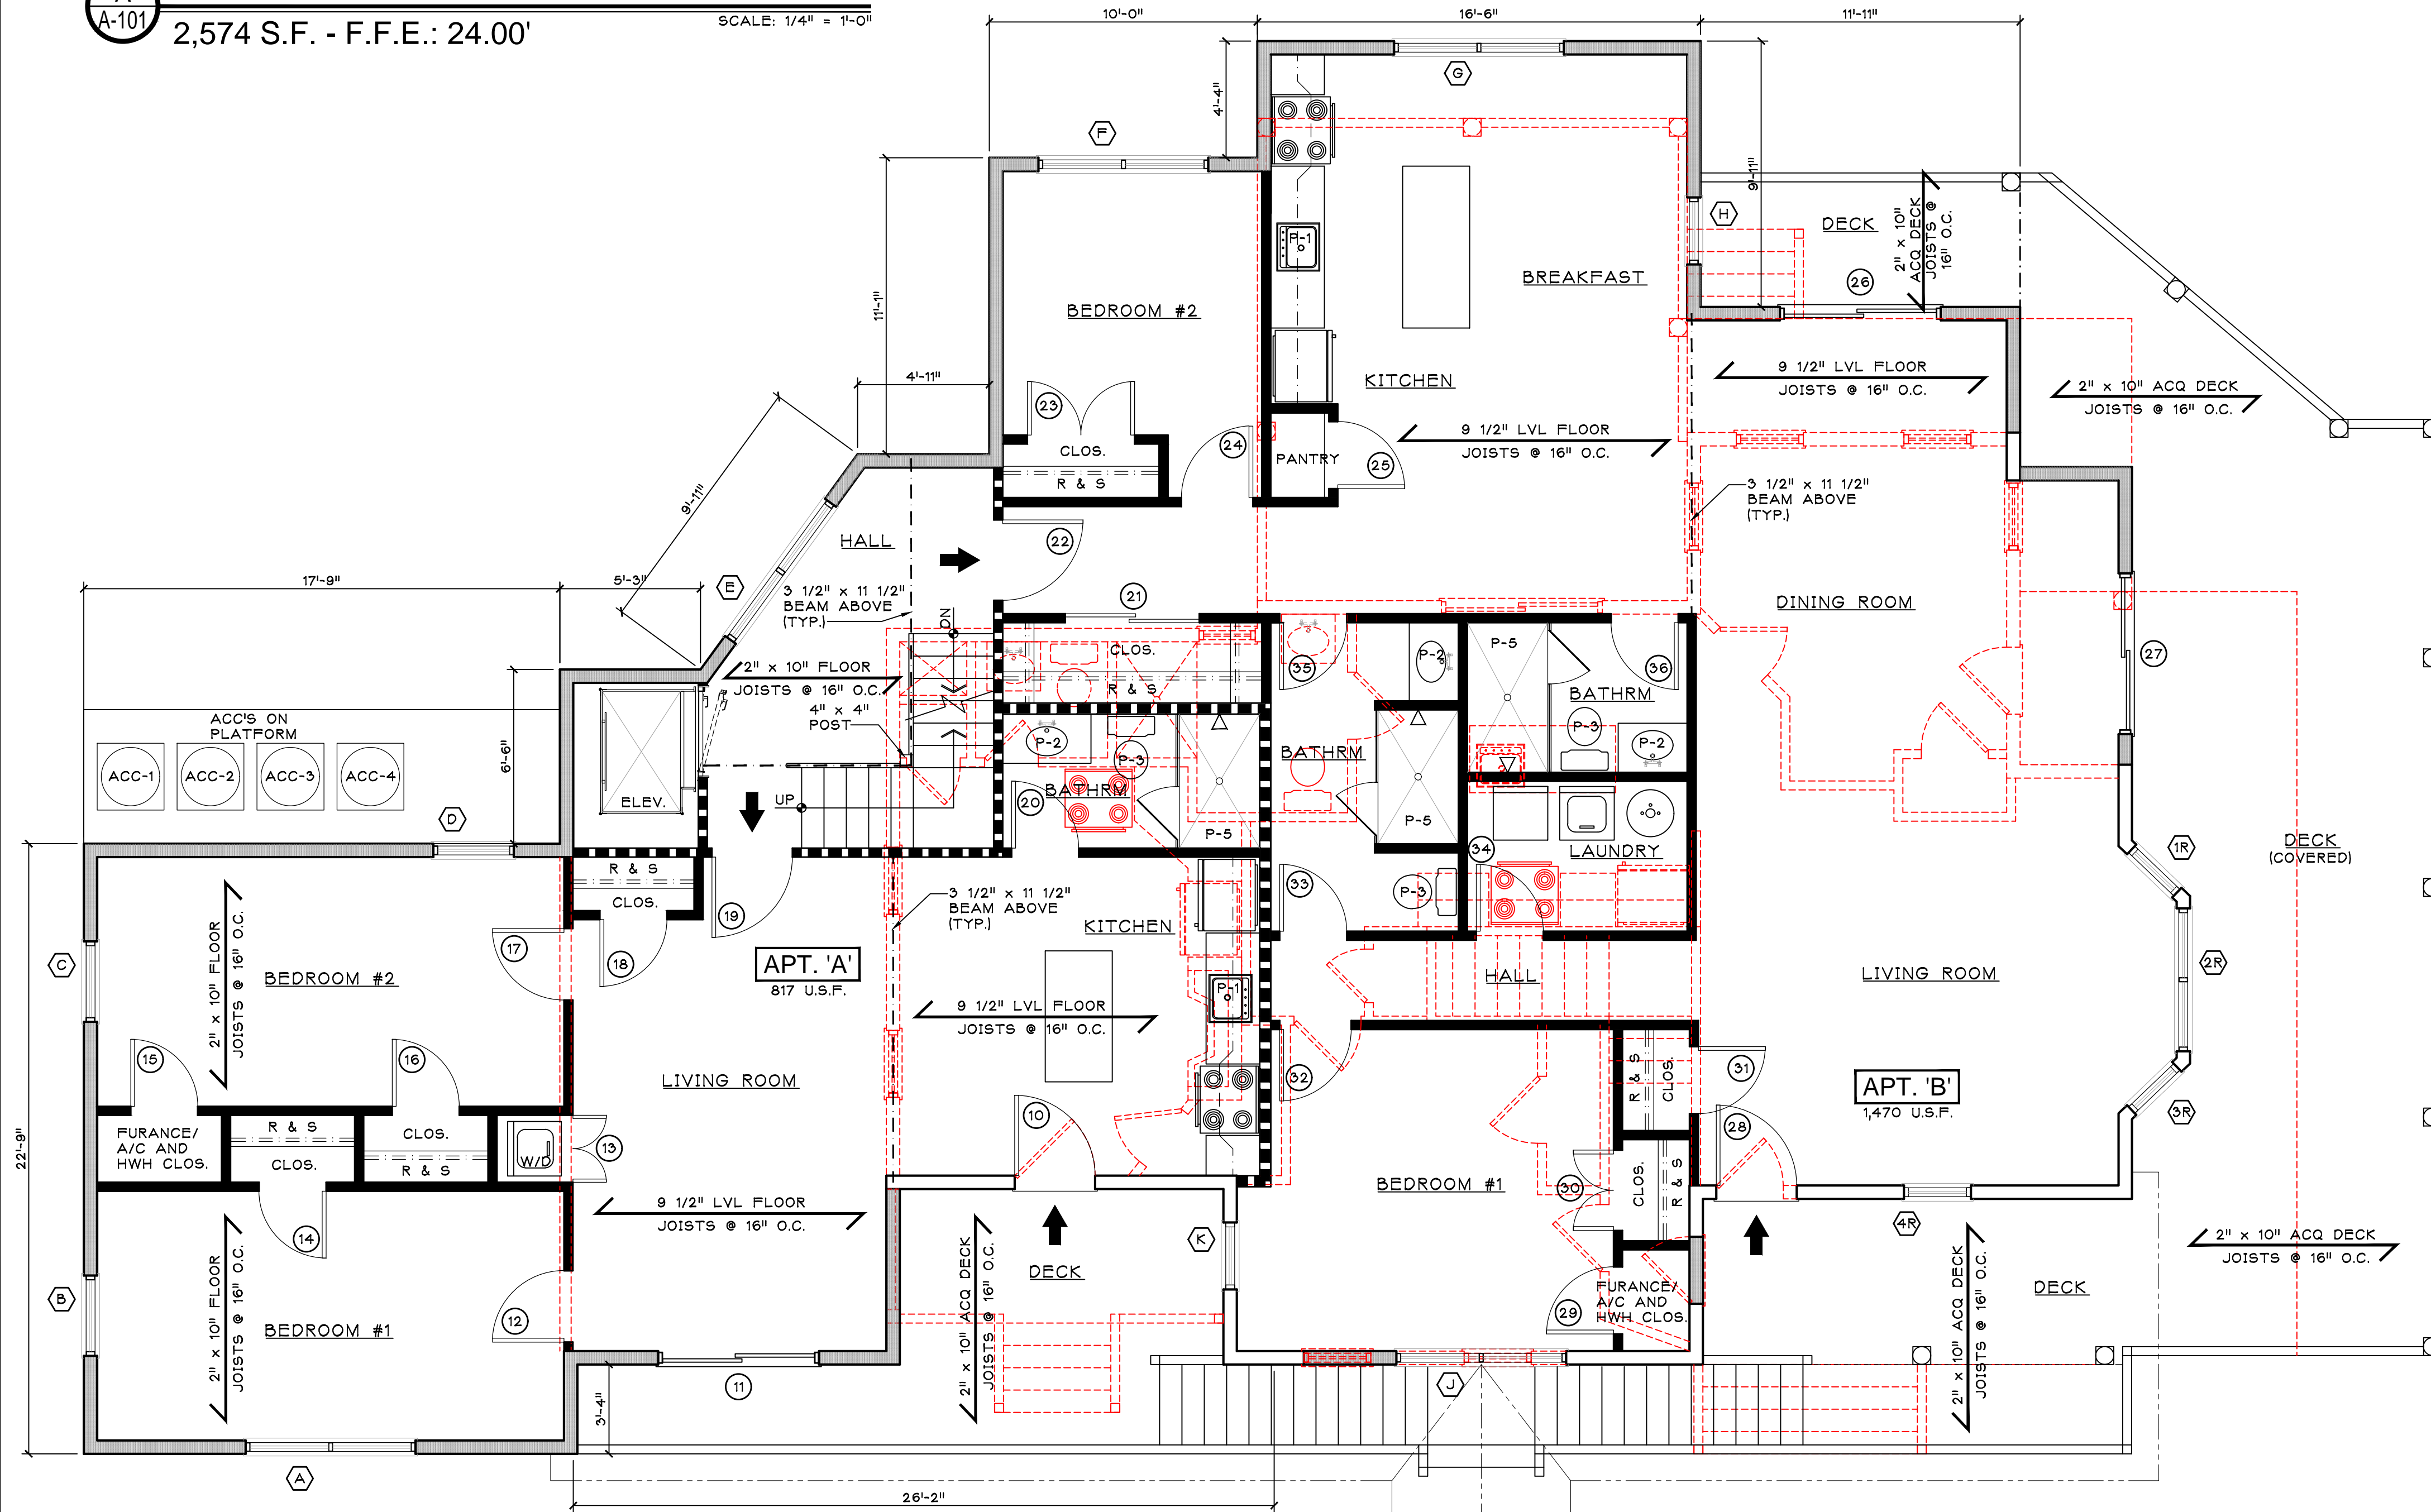 A-101
2,574 S.F. - F.F.E.: 24.00'
SCALE: 1/4" = 1'-0"
10'-0"
16'-6"
11'-11"
4'-4"
G
F
11'-1"
9'-11"
H
DECK
2" x 10"
ACQ DECK
JOISTS @
16" O.C.
26
P-1
BREAKFAST
BEDROOM #2
KITCHEN
4'-11"
9 1/2" LVL FLOOR
JOISTS @ 16" O.C.
2" x 10" ACQ DECK
JOISTS @ 16" O.C.
23
CLOS.
R & S
24
PANTRY
25
9 1/2" LVL FLOOR
JOISTS @ 16" O.C.
3 1/2" x 11 1/2"
BEAM ABOVE
(TYP.)
9'-11"
HALL
22
17'-9"
5'-3"
E
3 1/2" x 11 1/2"
BEAM ABOVE
(TYP.)
DN
21
DINING ROOM
27
CLOS.
R & S
35
P-2
P-5
36
BATHRM
P-3
P-2
2" x 10" FLOOR
JOISTS @ 16" O.C.
4" x 4"
POST
ACC'S ON
PLATFORM
ACC-1
ACC-2
ACC-3
ACC-4
6'-6"
ELEV.
UP
P-2
P-3
BATHRM
20
P-5
BATHRM
P-5
D
34
LAUNDRY
1R
DECK
(COVERED)
R & S
CLOS.
19
18
17
3 1/2" x 11 1/2"
BEAM ABOVE
(TYP.)
KITCHEN
33
P-3
C
2" x 10" FLOOR
JOISTS @ 16" O.C.
BEDROOM #2
APT. 'A'
817 U.S.F.
P-1
HALL
LIVING ROOM
2R
9 1/2" LVL FLOOR
JOISTS @ 16" O.C.
15
16
LIVING ROOM
10
32
R & S
CLOS.
31
APT. 'B'
1,470 U.S.F.
3R
28
22'-9"
FURANCE/
A/C AND
HWH CLOS.
R & S
CLOS.
CLOS.
R & S
W/D
13
BEDROOM #1
30
CLOS.
R & S
9 1/2" LVL FLOOR
JOISTS @ 16" O.C.
14
K
4R
B
2" x 10" FLOOR
JOISTS @ 16" O.C.
BEDROOM #1
12
2" x 10" ACQ DECK
JOISTS @ 16" O.C.
DECK
29
FURANCE/
A/C AND
HWH CLOS.
2" x 10" ACQ DECK
JOISTS @ 16" O.C.
DECK
2" x 10" ACQ DECK
JOISTS @ 16" O.C.
11
J
3'-4"
A
26'-2"